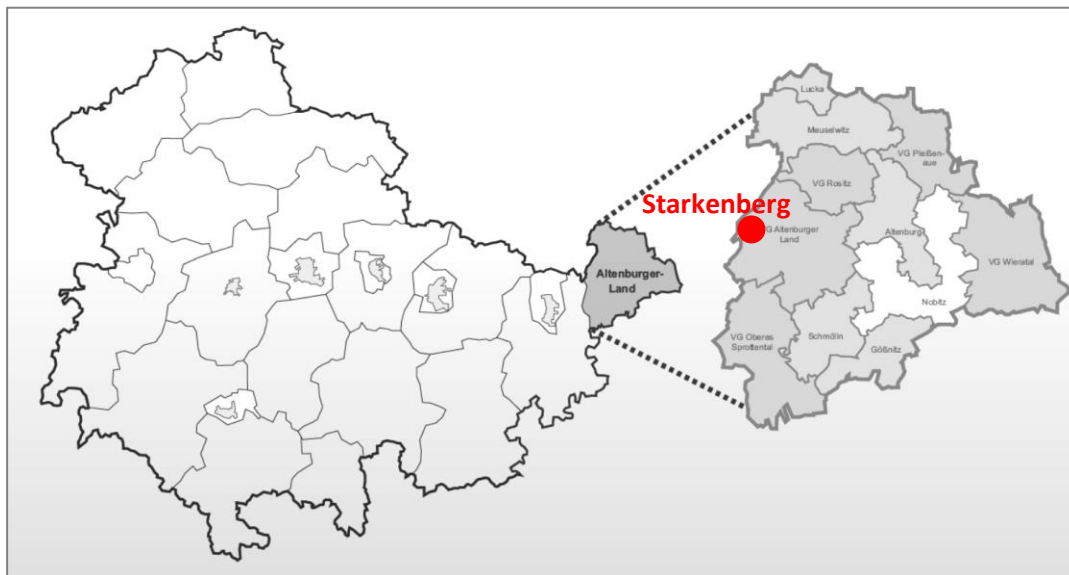 Lucka
Meuselwitz
VG Pleißen-
aue
VG Rositz
Starkenberg
G Altenburger
Land
Altenburg
VG Wieratal
Altenburger-
Land
Nobitz
VG Oberes
Sprottental
Schmölln
Gößnitz